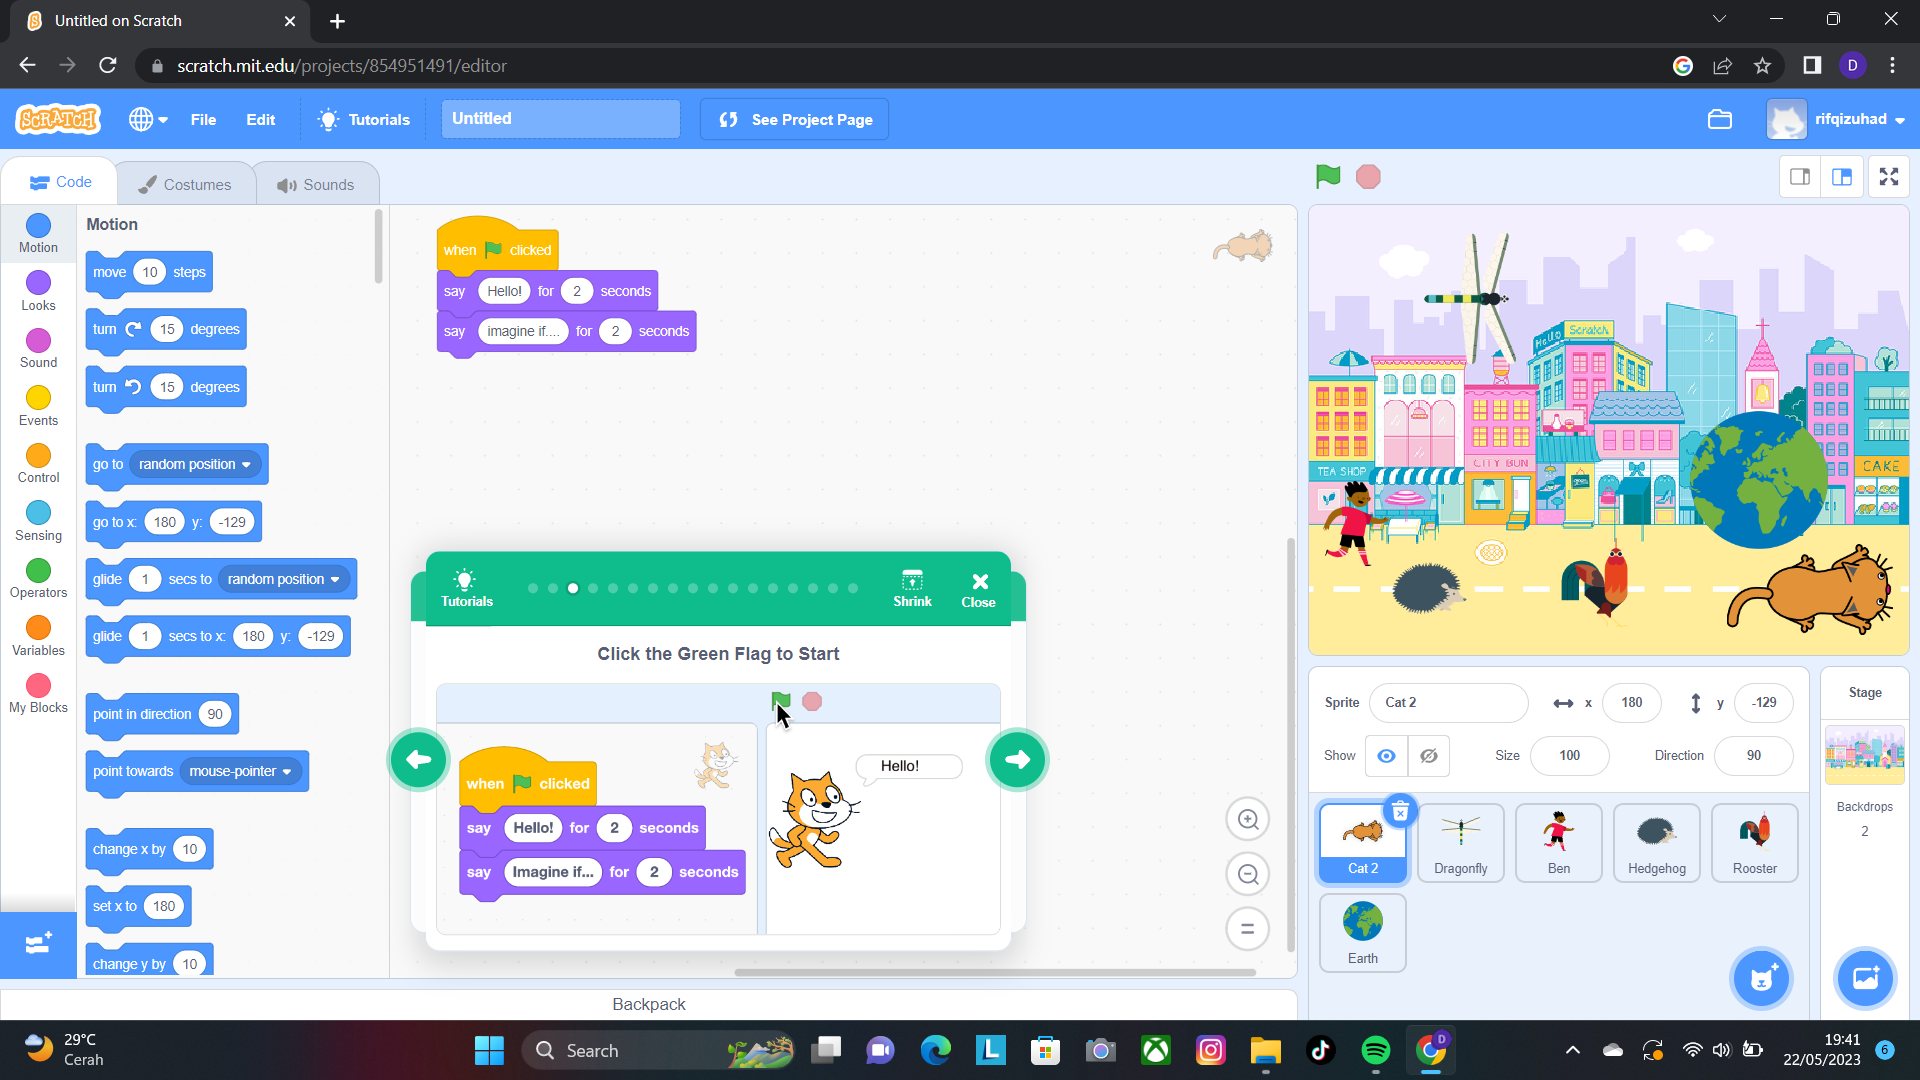 Untitled on Scratch
scratch.mit.edu/projects/854951491/editor
D
SCRATCH
File
Edit
Tutorials
Untitled
See Project Page
rifqizuhad
Code
Costumes
Sounds
Motion
Looks
Sound
Events
Control
Sensing
Operators
Variables
My Blocks
Motion
move 10 steps
turn 15 degrees
turn 15 degrees
go to random position
go to x: 180 y: -129
glide 1 secs to random position
glide 1 secs to x: 180 y: -129
point in direction 90
point towards mouse-pointer
change x by 10
set x to 180
change y by 10
when clicked
say Hello! for 2 seconds
say imagine if.... for 2 seconds
Tutorials
Shrink
Close
Click the Green Flag to Start
when clicked
say Hello! for 2 seconds
say Imagine if... for 2 seconds
Hello!
Hello Scratch
TEA SHOP
CITY BUN
CAKE
Sprite Cat 2 x 180 y -129
Show Size 100 Direction 90
Cat 2
Dragonfly
Ben
Hedgehog
Rooster
Earth
Stage
Backdrops
2
Backpack
29°C
Cerah
Search
L
D
19:41
22/05/2023
6